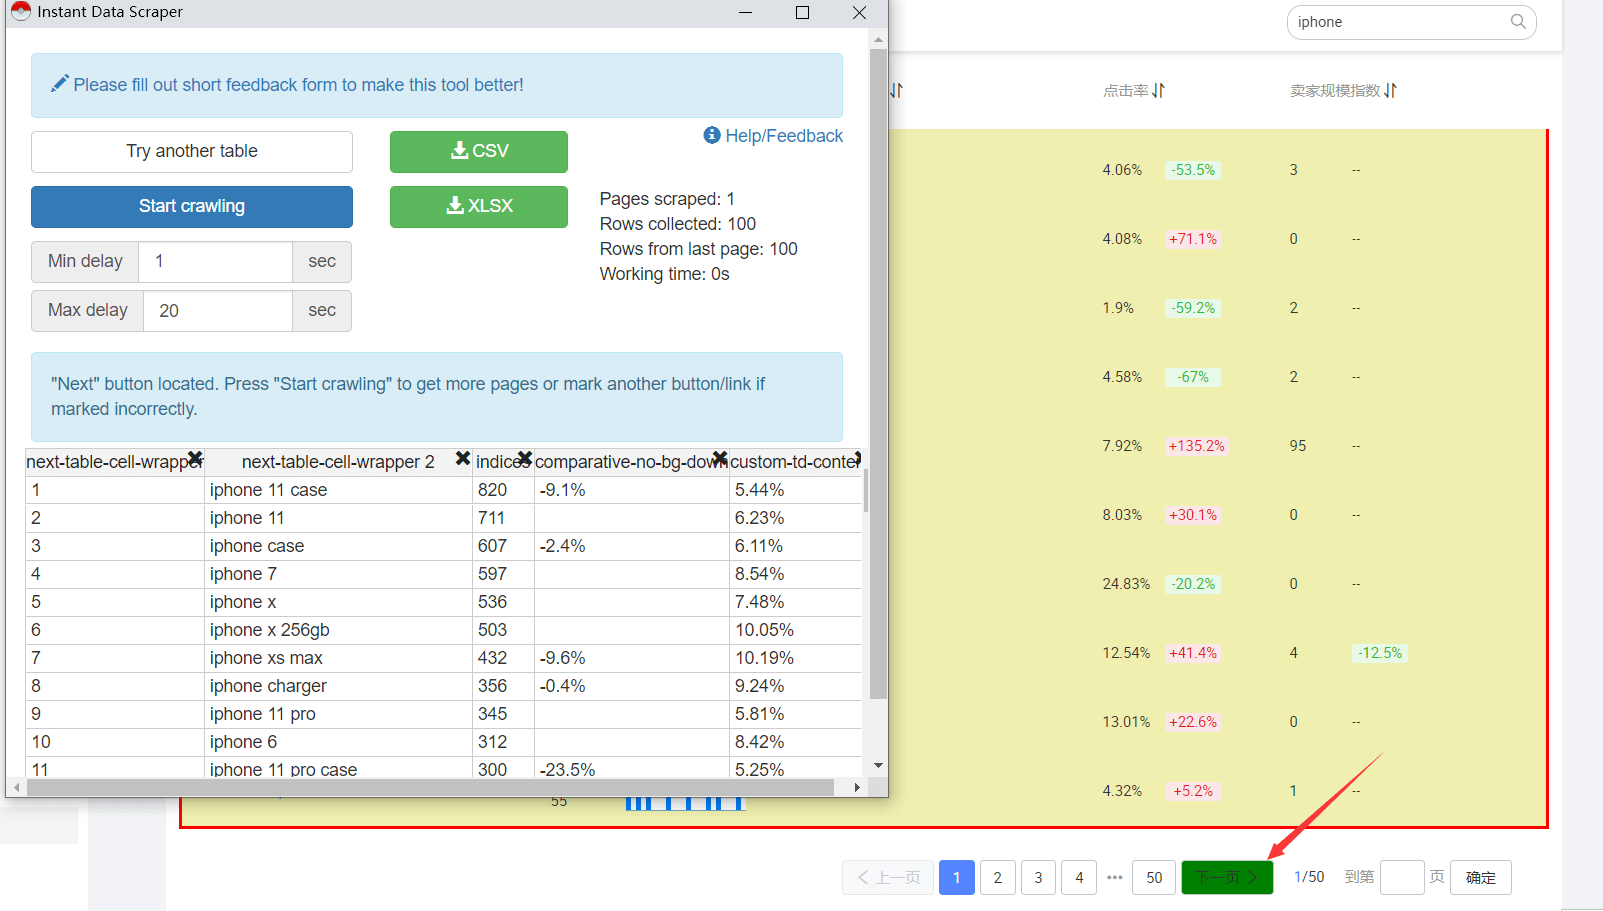 Instant Data Scraper
Please fill out short feedback form to make this tool better!
Try another table
CSV
Help/Feedback
Start crawling
XLSX
Pages scraped: 1
Rows collected: 100
Rows from last page: 100
Working time: 0s
Min delay 1 sec
Max delay 20 sec
"Next" button located. Press "Start crawling" to get more pages or mark another button/link if
marked incorrectly.
next-table-cell-wrapper next-table-cell-wrapper 2 indices comparative-no-bg-down custom-td-conter
1 iphone 11 case 820 -9.1% 5.44%
2 iphone 11 711 6.23%
3 iphone case 607 -2.4% 6.11%
4 iphone 7 597 8.54%
5 iphone x 536 7.48%
6 iphone x 256gb 503 10.05%
7 iphone xs max 432 -9.6% 10.19%
8 iphone charger 356 -0.4% 9.24%
9 iphone 11 pro 345 5.81%
10 iphone 6 312 8.42%
11 iphone 11 pro case 300 -23.5% 5.25%
iphone
点击率 卖家规模指数
4.06% -53.5% 3 --
4.08% +71.1% 0 --
1.9% -59.2% 2 --
4.58% -67% 2 --
7.92% +135.2% 95 --
8.03% +30.1% 0 --
24.83% -20.2% 0 --
12.54% +41.4% 4 -12.5%
13.01% +22.6% 0 --
4.32% +5.2% 1 --
55
上一页 1 2 3 4 ••• 50 下一页 1/50 到第 页 确定